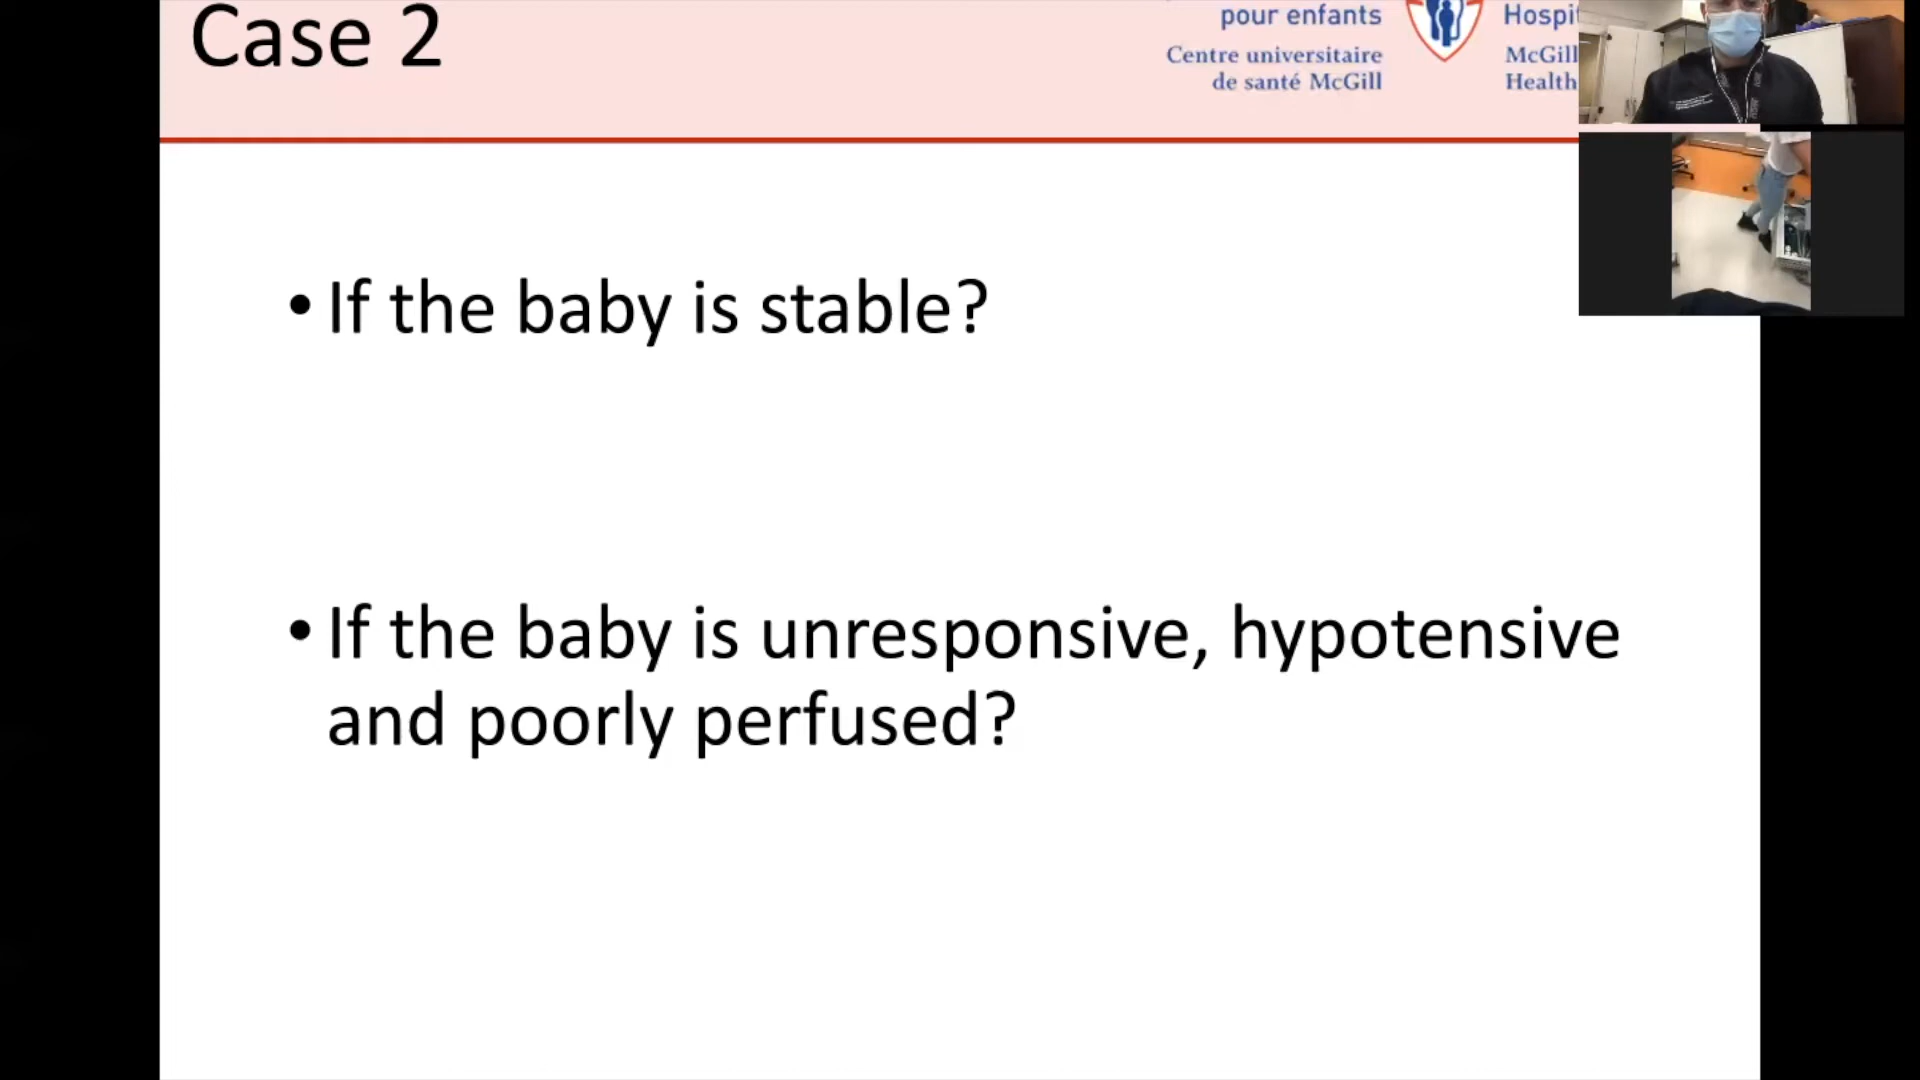 Case 2
pour enfants
Centre universitaire
de santé McGill
McGill
Health
• If the baby is stable?
• If the baby is unresponsive, hypotensive
and poorly perfused?